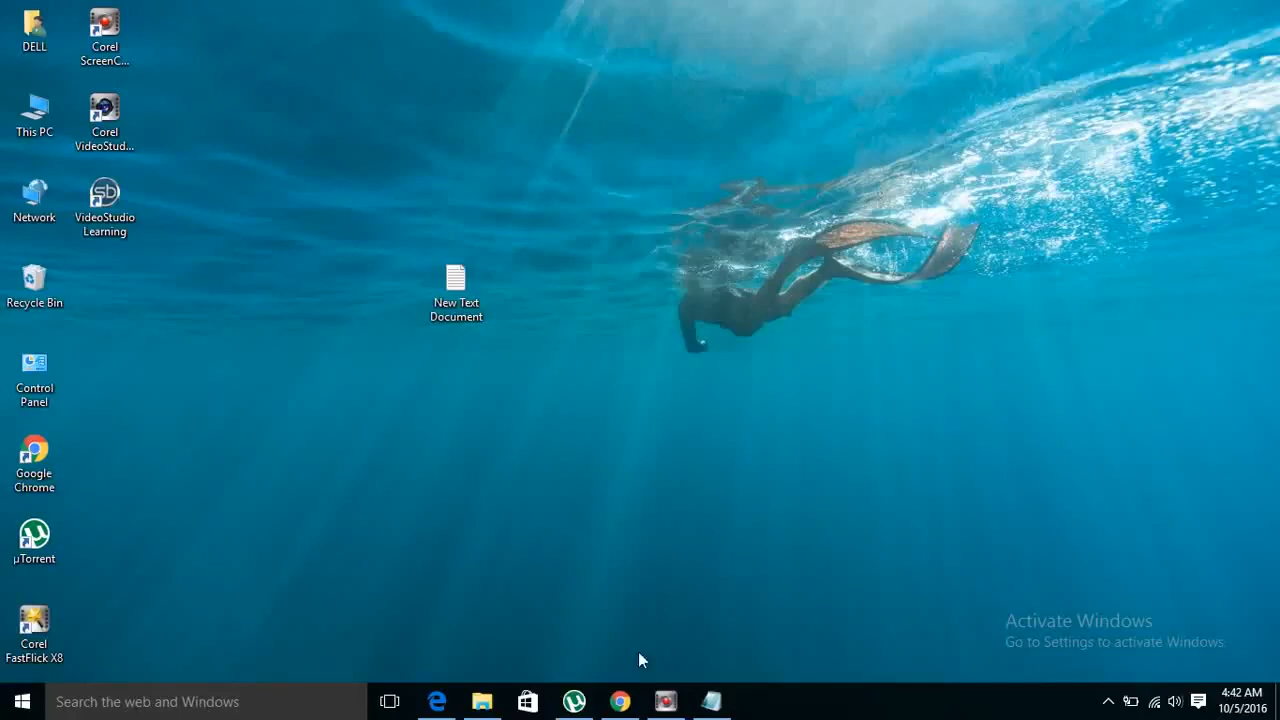 DELL
Corel
ScreenC...
This PC
Corel
VideoStud...
Network
sb
VideoStudio
Learning
Recycle Bin
New Text
Document
Control
Panel
Google
Chrome
µTorrent
Corel
FastFlick X8
Activate Windows
Go to Settings to activate Windows.
Search the web and Windows
4:42 AM
10/5/2016